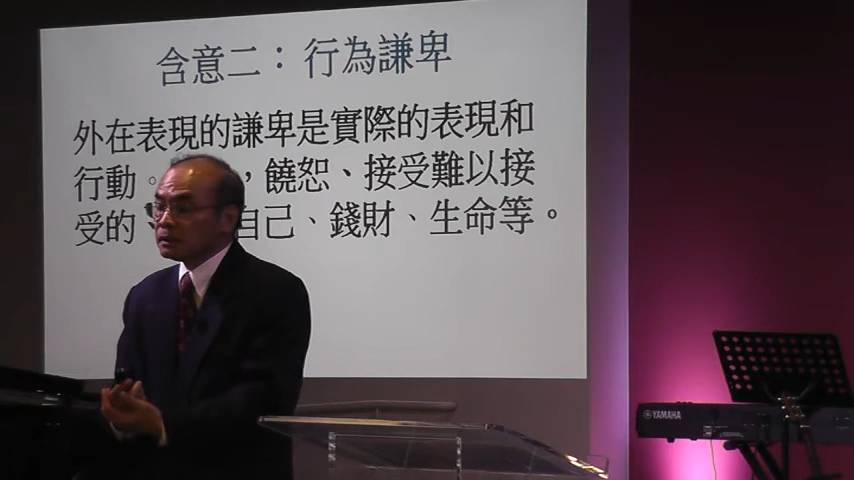 含意二：行為謙卑
外在表現的謙卑是實際的表現和
行動。，饒恕、接受難以接
受的、自己、錢財、生命等。
YAMAHA